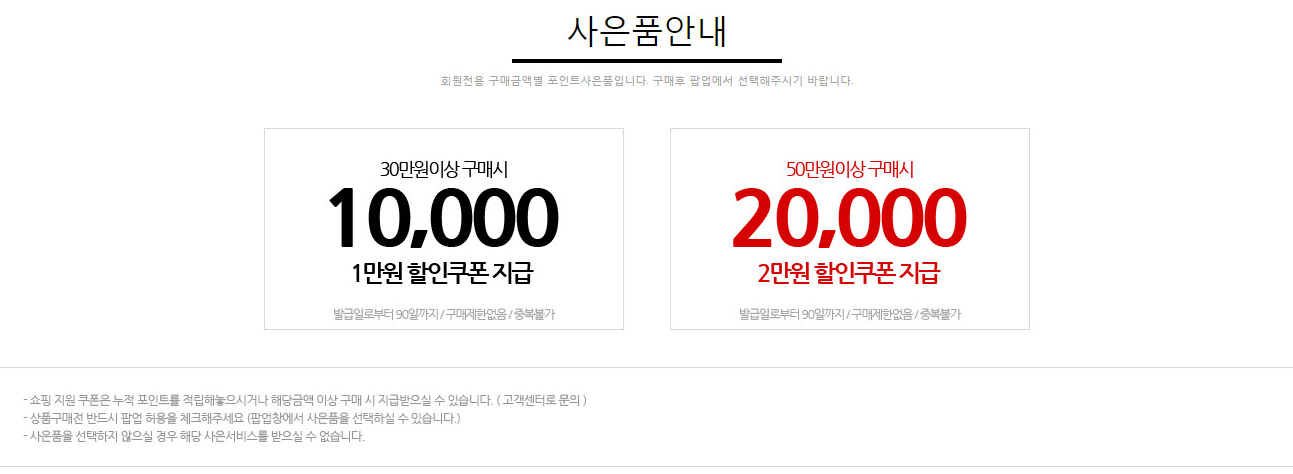 사은품안내
회원전용 구매금액별 포인트사은품입니다. 구매후 팝업에서 선택해주시기 바랍니다.
30만원이상 구매시
10,000
1만원 할인쿠폰 지급
발급일로부터 90일까지 / 구매제한없음 / 중복불가
50만원이상 구매시
20,000
2만원 할인쿠폰 지급
발급일로부터 90일까지 / 구매제한없음 / 중복불가
- 쇼핑 지원 쿠폰은 누적 포인트를 적립해놓으시거나 해당금액 이상 구매 시 지급받으실 수 있습니다. ( 고객센터로 문의 )
- 상품구매전 반드시 팝업 허용을 체크해주세요 (팝업창에서 사은품을 선택하실 수 있습니다.)
- 사은품을 선택하지 않으실 경우 해당 사은서비스를 받으실 수 없습니다.